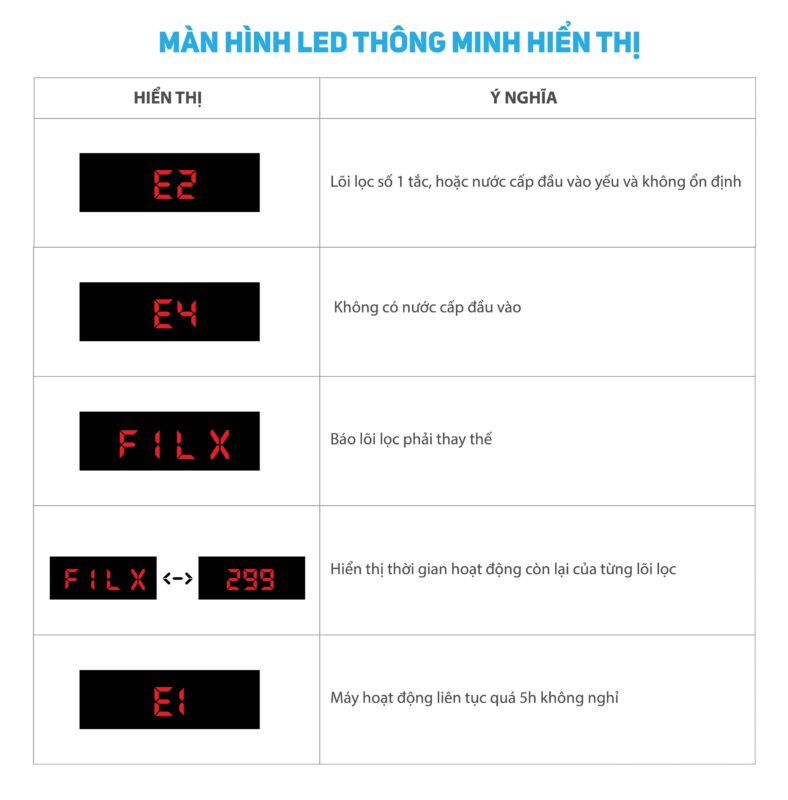 MÀN HÌNH LED THÔNG MINH HIỂN THỊ
HIỂN THỊ
Ý NGHĨA
E2
Lõi lọc số 1 tắc, hoặc nước cấp đầu vào yếu và không ổn định
E4
Không có nước cấp đầu vào
F1LX
Báo lõi lọc phải thay thế
F1LX <-> 299
Hiển thị thời gian hoạt động còn lại của từng lõi lọc
E1
Máy hoạt động liên tục quá 5h không nghỉ